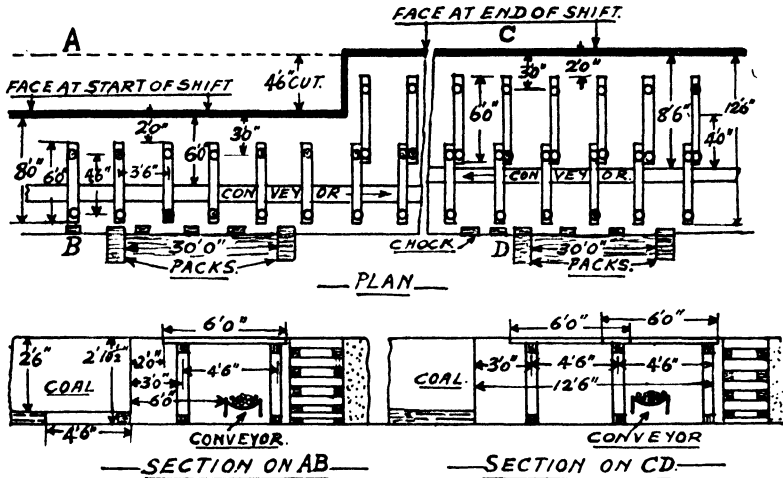 FACE AT END OF SHIFT.
A
C
FACE AT START OF SHIFT
4'6" CUT.
3'0"
2'0"
2'0"
3'0"
6'0"
8'6"
12'6"
8'0"
6'0"
4'6"
3'6"
6'0"
4'0"
CONVEYOR
CONVEYOR.
B
CHOCK
D
30'0"
30'0"
PACKS.
PACKS.
PLAN
6'0"
6'0"
6'0"
2'6"
2'10½"
2'0"
3'0"
4'6"
6'0"
COAL
4'6"
CONVEYOR.
3'0"
4'6"
4'6"
12'6"
COAL.
CONVEYOR
SECTION ON AB
SECTION ON CD.